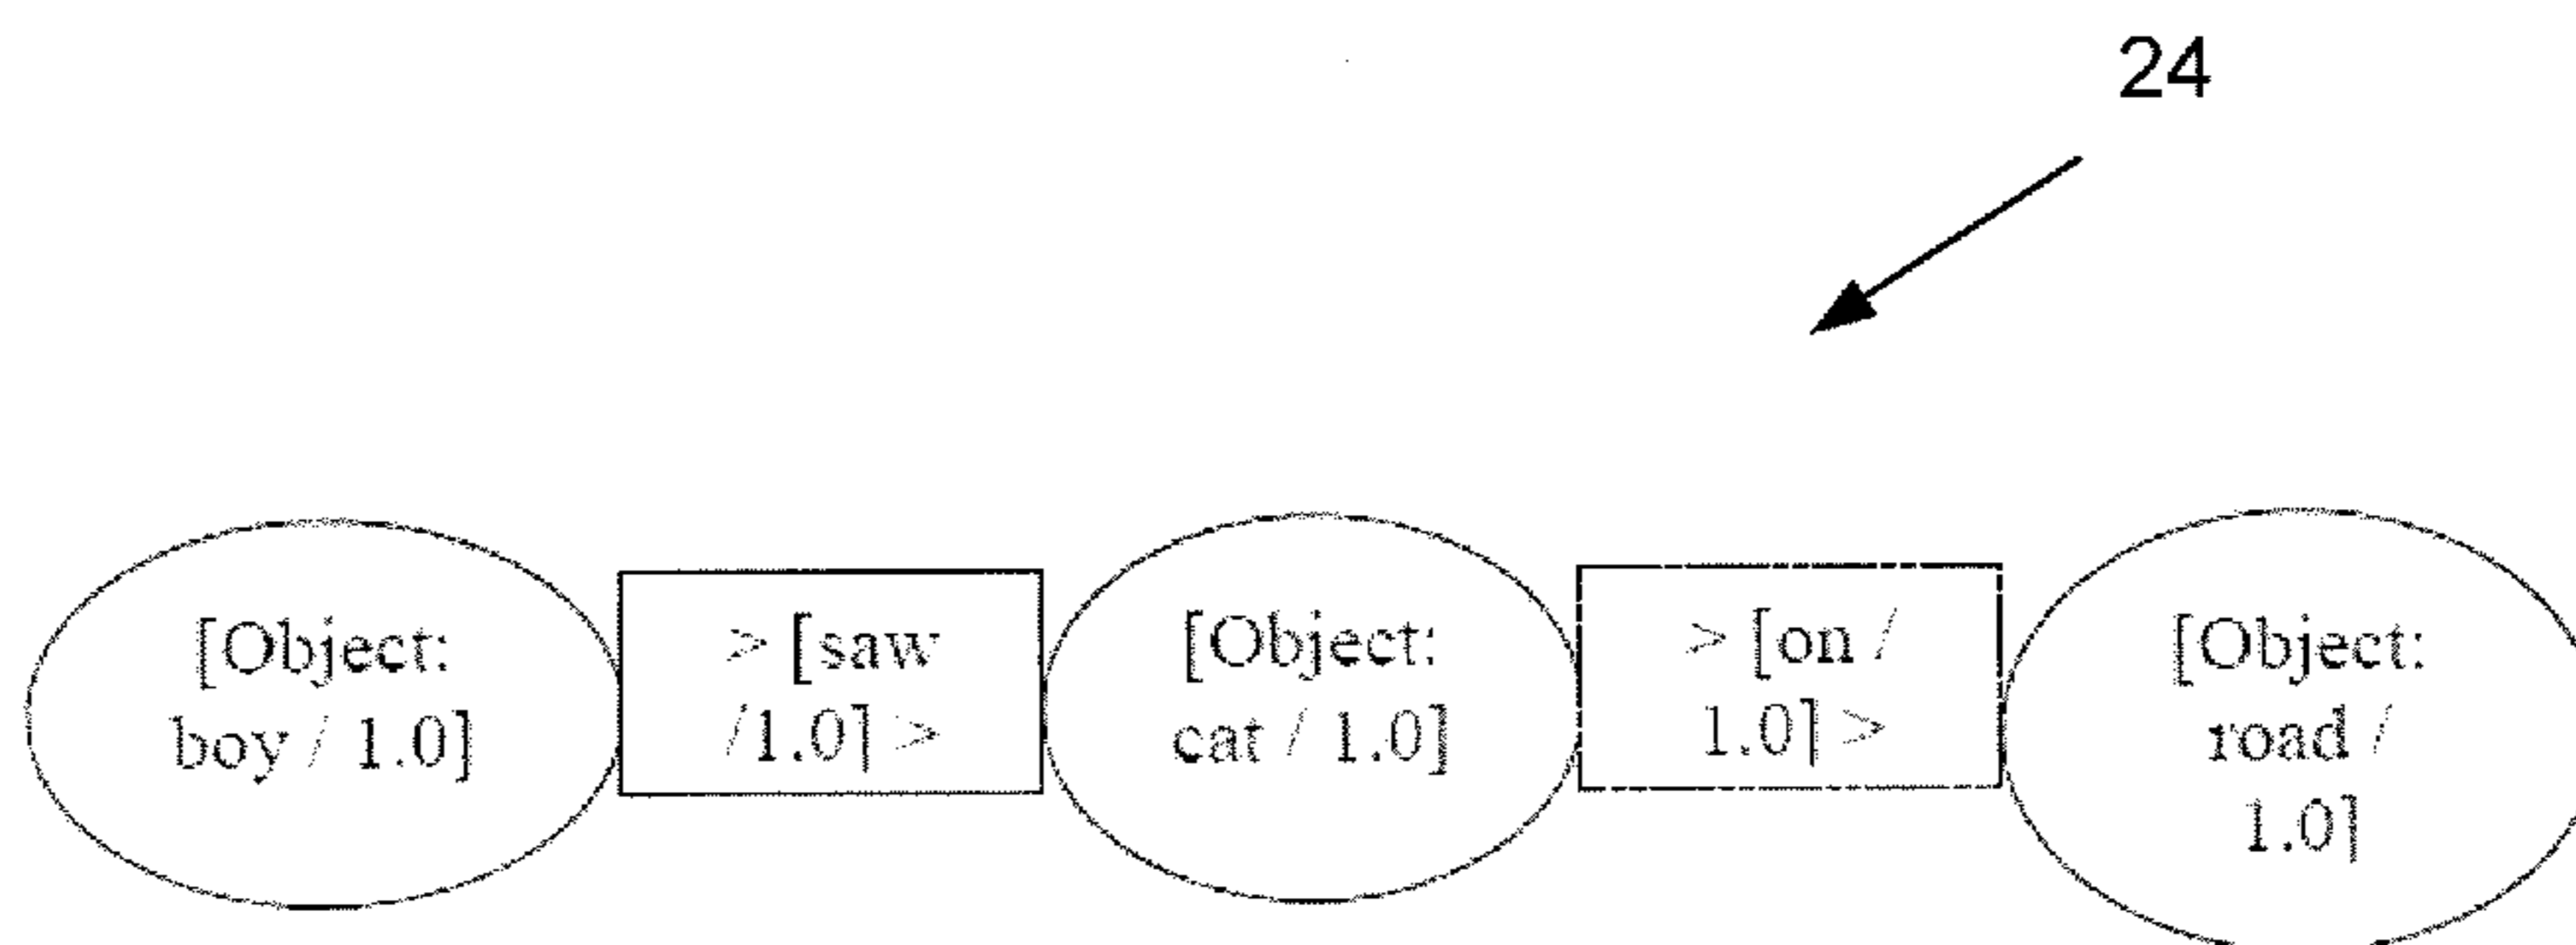 24
[Object:
boy / 1.0]
> [saw
/1.0] >
[Object:
cat / 1.0]
> [on /
1.0] >
[Object:
road /
1.0]